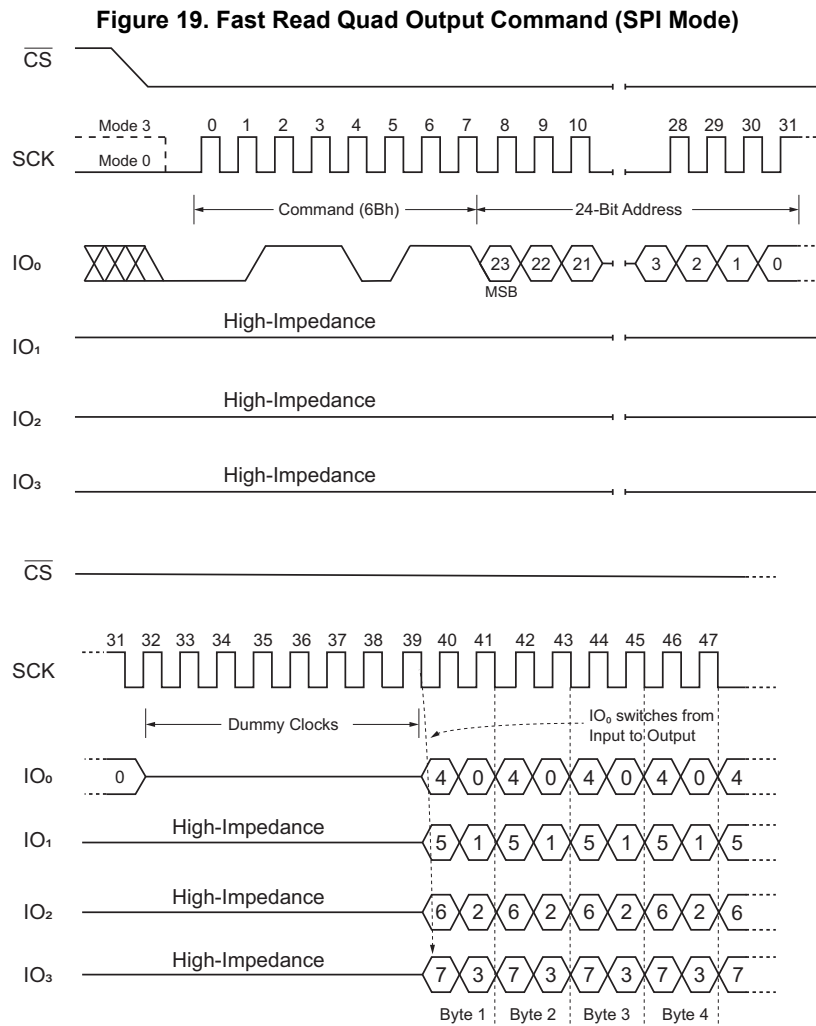 Figure 19. Fast Read Quad Output Command (SPI Mode)
CS
Mode 3
0 1 2 3 4 5 6 7 8 9 10 28 29 30 31
SCK
Mode 0
Command (6Bh) 24-Bit Address
IO₀ 23 22 21 3 2 1 0
MSB
High-Impedance
IO₁
High-Impedance
IO₂
High-Impedance
IO₃
CS
31 32 33 34 35 36 37 38 39 40 41 42 43 44 45 46 47
SCK
Dummy Clocks
IO₀ switches from
Input to Output
IO₀ 0 4 0 4 0 4 0 4 0 4
High-Impedance
IO₁ 5 1 5 1 5 1 5 1 5
High-Impedance
IO₂ 6 2 6 2 6 2 6 2 6
High-Impedance
IO₃ 7 3 7 3 7 3 7 3 7
Byte 1 Byte 2 Byte 3 Byte 4